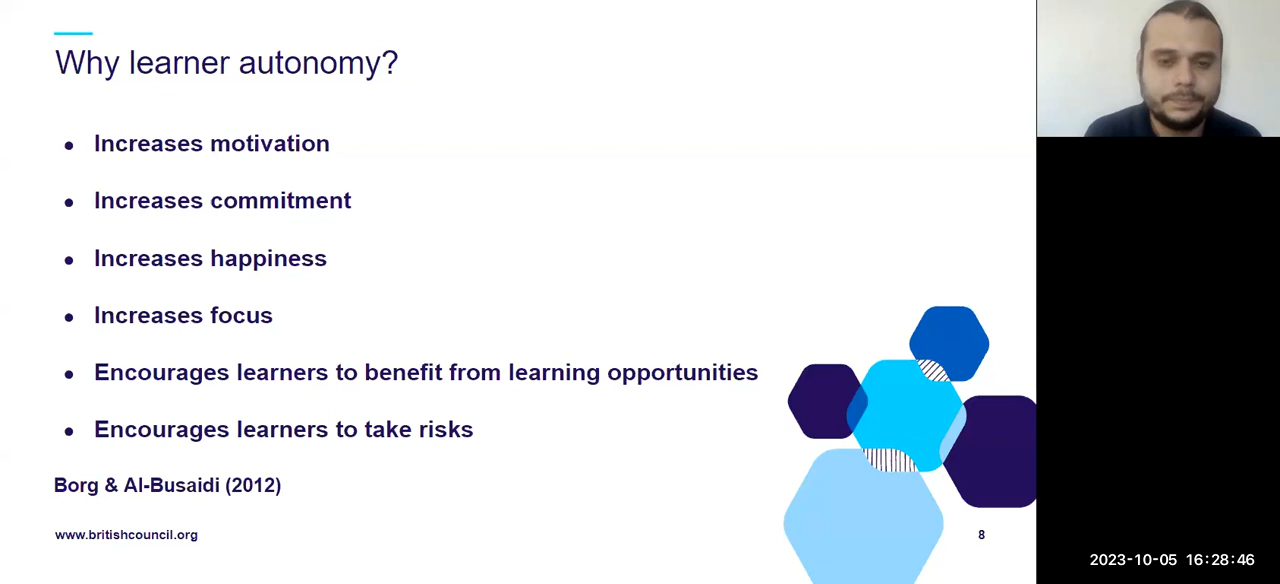 Why learner autonomy?
• Increases motivation
• Increases commitment
• Increases happiness
• Increases focus
• Encourages learners to benefit from learning opportunities
• Encourages learners to take risks
Borg & Al-Busaidi (2012)
www.britishcouncil.org
8
2023-10-05 16:28:46